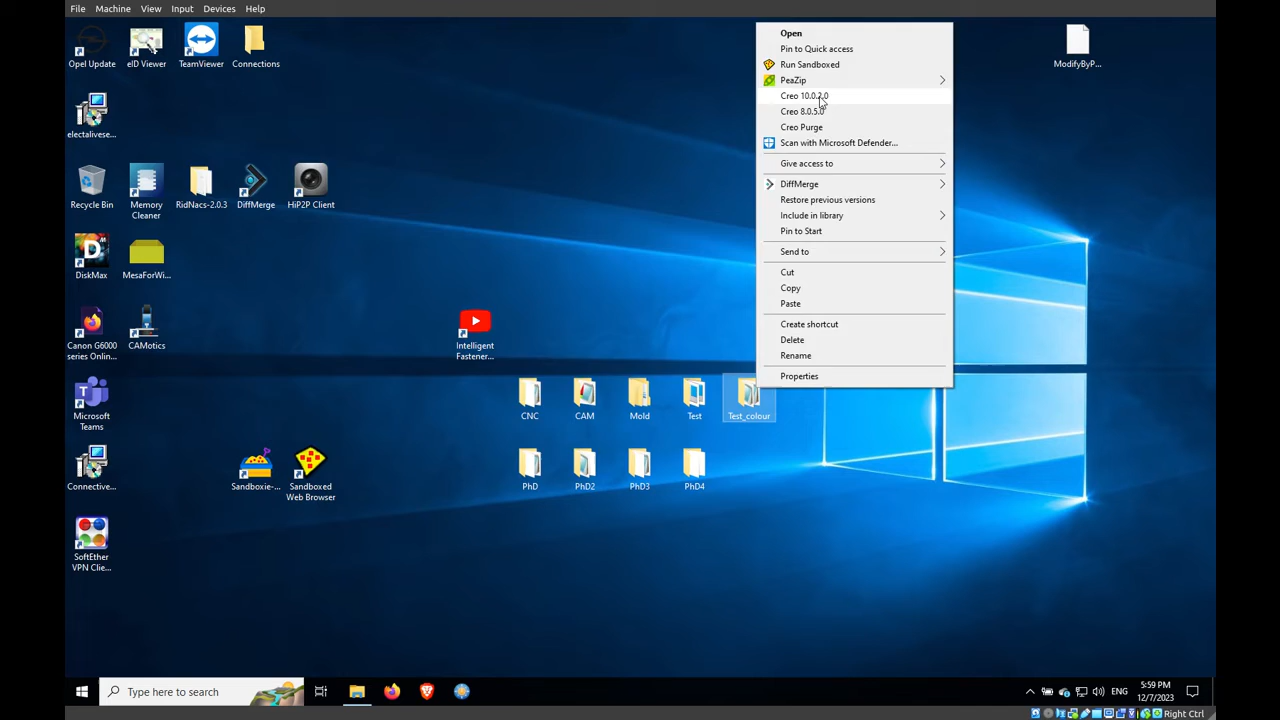 File Machine View Input Devices Help
Opel Update
eID Viewer
TeamViewer
Connections
ModifyByP...
electalivese...
Recycle Bin
Memory
Cleaner
RidNacs-2.0.3
DiffMerge
HiP2P Client
DiskMax
MesaForWi...
Canon G6000
series Onlin...
CAMotics
Intelligent
Fastener...
Microsoft
Teams
CNC
CAM
Mold
Test
Test_colour
Connective...
Sandboxie-...
Sandboxed
Web Browser
PhD
PhD2
PhD3
PhD4
SoftEther
VPN Clie...
Open
Pin to Quick access
Run Sandboxed
PeaZip
Creo 10.0.2.0
Creo 8.0.5.0
Creo Purge
Scan with Microsoft Defender...
Give access to
DiffMerge
Restore previous versions
Include in library
Pin to Start
Send to
Cut
Copy
Paste
Create shortcut
Delete
Rename
Properties
Type here to search
ENG
5:59 PM
12/7/2023
Right Ctrl